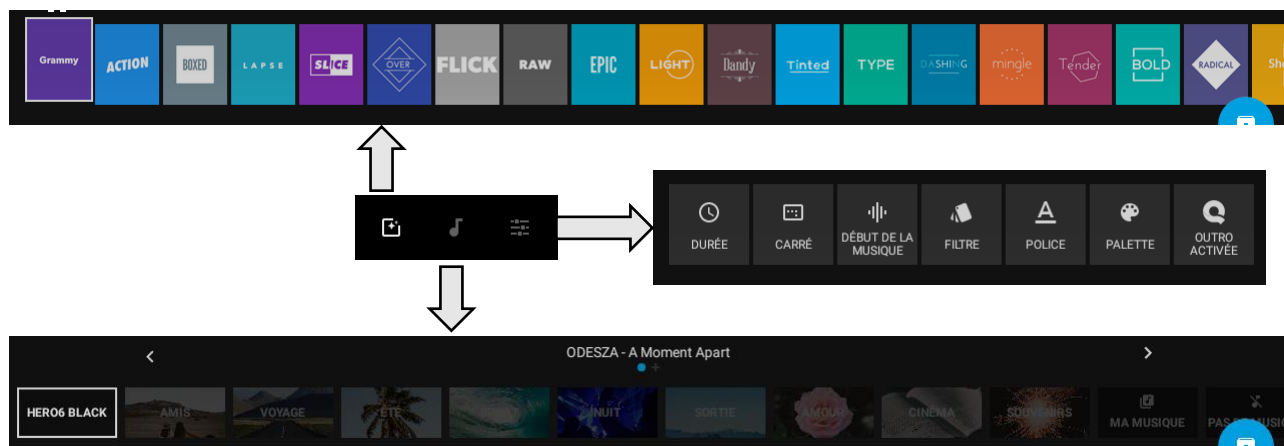 Grammy
ACTION
BOXED
LAPSE
SLICE
OVER
FLICK
RAW
EPIC
LIGHT
Dandy
Tinted
TYPE
DASHING
mingle
Tender
BOLD
RADICAL
DURÉE
CARRÉ
DÉBUT DE LA
MUSIQUE
FILTRE
POLICE
PALETTE
OUTRO
ACTIVÉE
ODESZA - A Moment Apart
HERO6 BLACK
AMIS
VOYAGE
ÉTÉ
NUIT
SORTIE
AMOUR
CINÉMA
SOUVENIRS
MA MUSIQUE